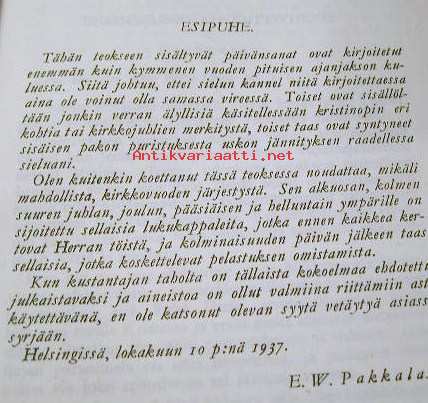 ESIPUHE.
Tähän teokseen sisältyvät päivänsanat ovat kirjoitetut
enemmän kuin kymmenen vuoden pituisen ajanjakson ku-
luessa. Siitä johtuu, ettei sielun kannel niitä kirjoitettaessa
aina ole voinut olla samassa vireessä. Toiset ovat sisällöl-
tään jonkin verran älyllisiä käsitellessään kristinopin eri
kohtia tai kirkkojuhlien merkitystä, toiset taas ovat syntyneet
sisäisen pakon puristuksesta uskon jännityksen raadellessa
sieluani.
Antikvariaatti.net
Olen kuitenkin koettanut tässä teoksessa noudattaa, mikäli
mahdollista, kirkkovuoden järjestystä. Sen alkuosan, kolmen
suuren juhlan, joulun, pääsiäisen ja helluntain ympärille on
sijoitettu sellaisia lukukappaleita, jotka ennen kaikkea ker-
tovat Herran töistä, ja kolminaisuuden päivän jälkeen taas
sellaisia, jotka koskettelevat pelastuksen omistamista.
Kun kustantajan taholta on tällaista kokoelmaa ehdotettu
julkaistavaksi ja aineistoa on ollut valmiina riittämiin asti
käytettävänä, en ole katsonut olevan syytä vetäytyä asiassa
syrjään.
Helsingissä, lokakuun 10 p:nä 1937.
E. W. Pakkala.